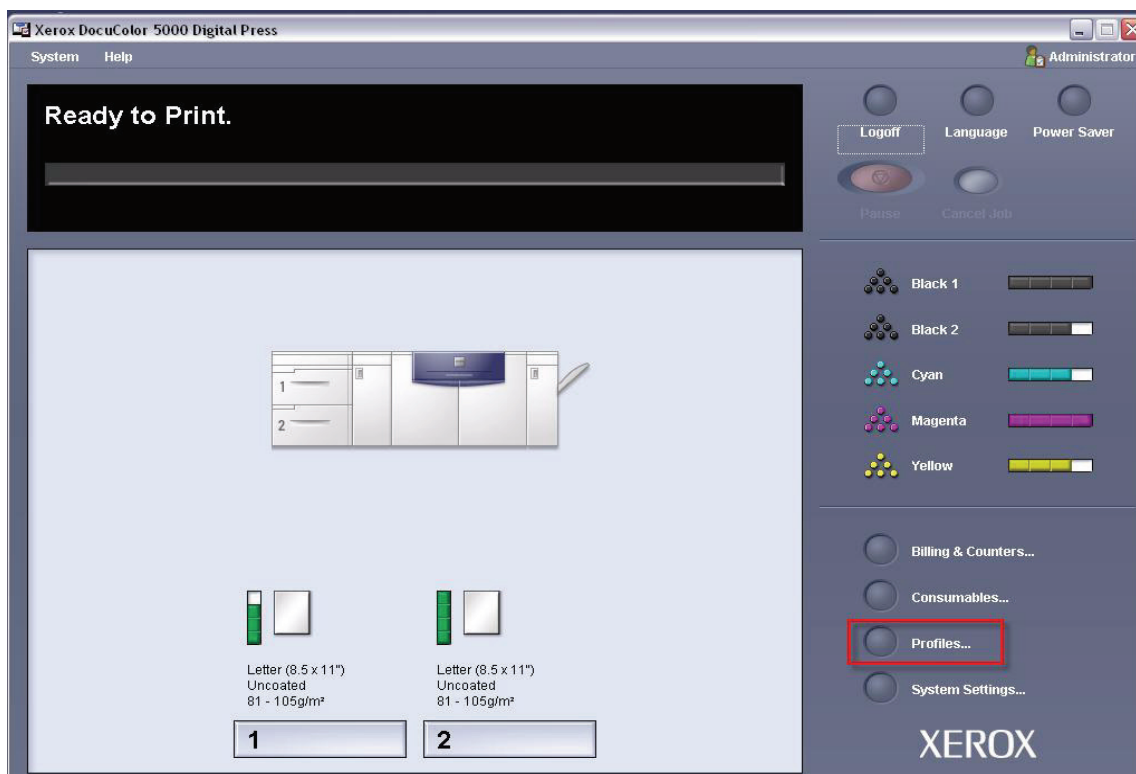 Xerox DocuColor 5000 Digital Press
System Help
Administrator
Ready to Print.
Logoff Language Power Saver
Pause Cancel Job
Black 1
Black 2
Cyan
Magenta
Yellow
1
2
Billing & Counters...
Consumables...
Profiles...
System Settings...
Letter (8.5 x 11")
Uncoated
81 - 105g/m²
1
Letter (8.5 x 11")
Uncoated
81 - 105g/m²
2
XEROX